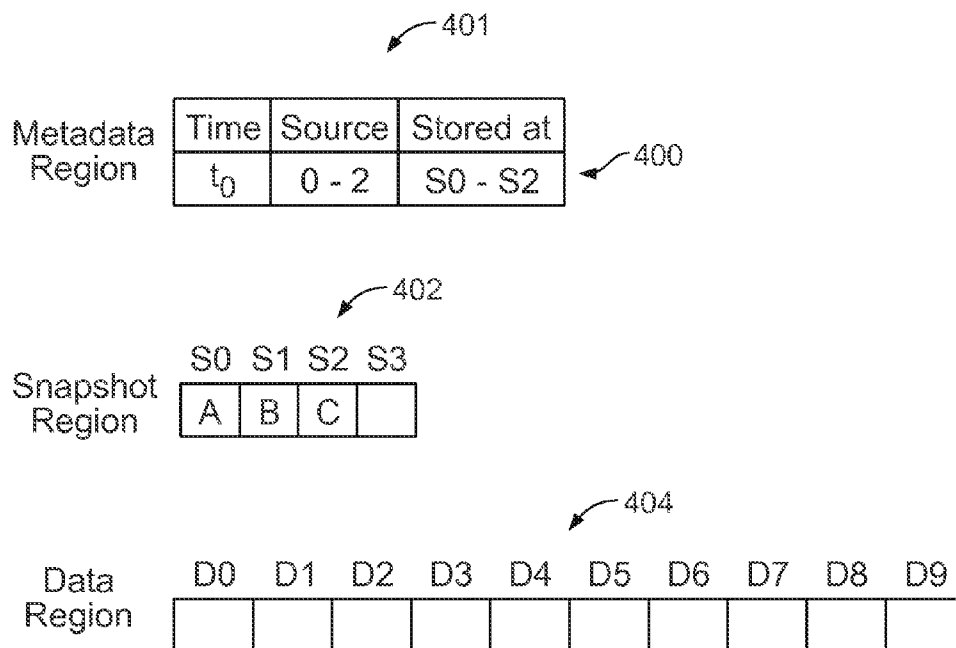 401
Metadata Region
Time Source Stored at
t0 0 - 2 S0 - S2
400
402
S0 S1 S2 S3
Snapshot Region
A B C
404
D0 D1 D2 D3 D4 D5 D6 D7 D8 D9
Data Region